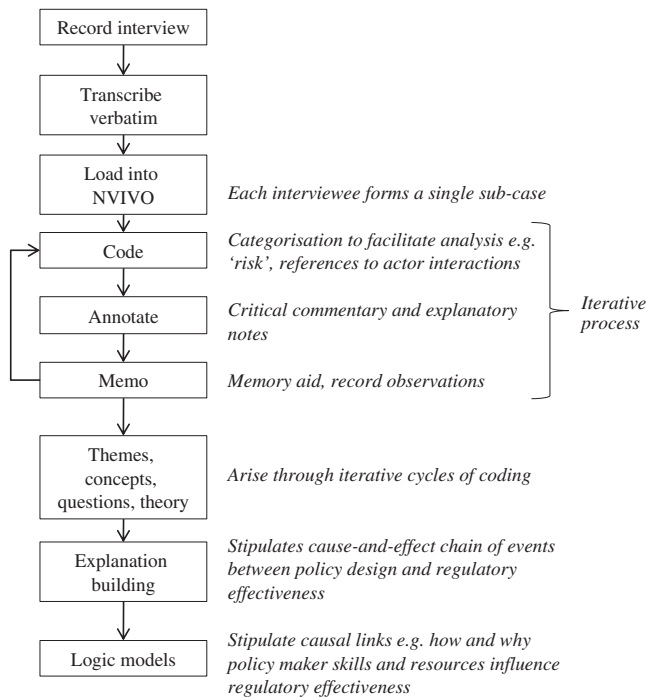 Record interview
Transcribe
verbatim
Load into
NVIVO
Each interviewee forms a single sub-case
Code
Categorisation to facilitate analysis e.g.
‘risk’, references to actor interactions
Annotate
Critical commentary and explanatory
notes
Iterative
process
Memo
Memory aid, record observations
Themes,
concepts,
questions, theory
Arise through iterative cycles of coding
Explanation
building
Stipulates cause-and-effect chain of events
between policy design and regulatory
effectiveness
Logic models
Stipulate causal links e.g. how and why
policy maker skills and resources influence
regulatory effectiveness